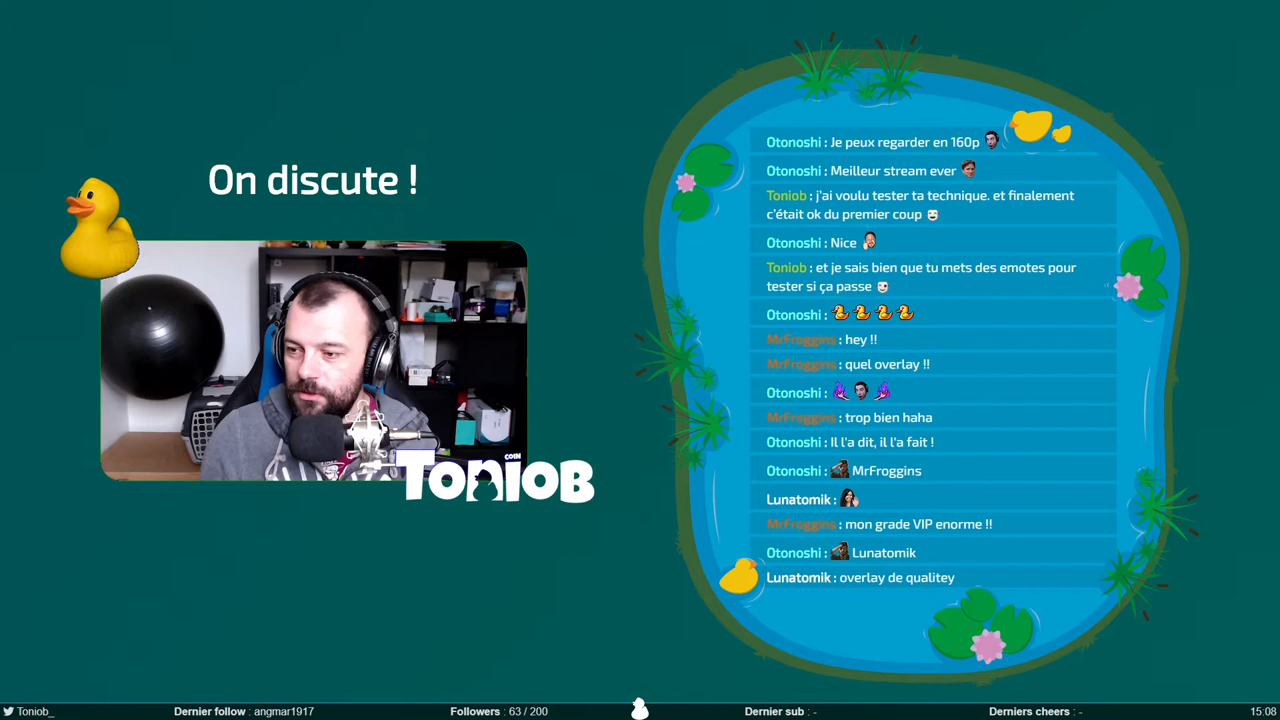 On discute !
COIN
TONIOB
Otonoshi : Je peux regarder en 160p
Otonoshi : Meilleur stream ever
Toniob : j'ai voulu tester ta technique. et finalement
c'était ok du premier coup
Otonoshi : Nice
Toniob : et je sais bien que tu mets des emotes pour
tester si ça passe
Otonoshi :
MrFroggins : hey !!
MrFroggins : quel overlay !!
Otonoshi :
MrFroggins : trop bien haha
Otonoshi : Il l'a dit, il l'a fait !
Otonoshi : MrFroggins
Lunatomik :
MrFroggins : mon grade VIP enorme !!
Otonoshi : Lunatomik
Lunatomik : overlay de qualitey
Toniob_ Dernier follow : angmar1917 Followers : 63 / 200 Dernier sub : - Derniers cheers : - 15:08